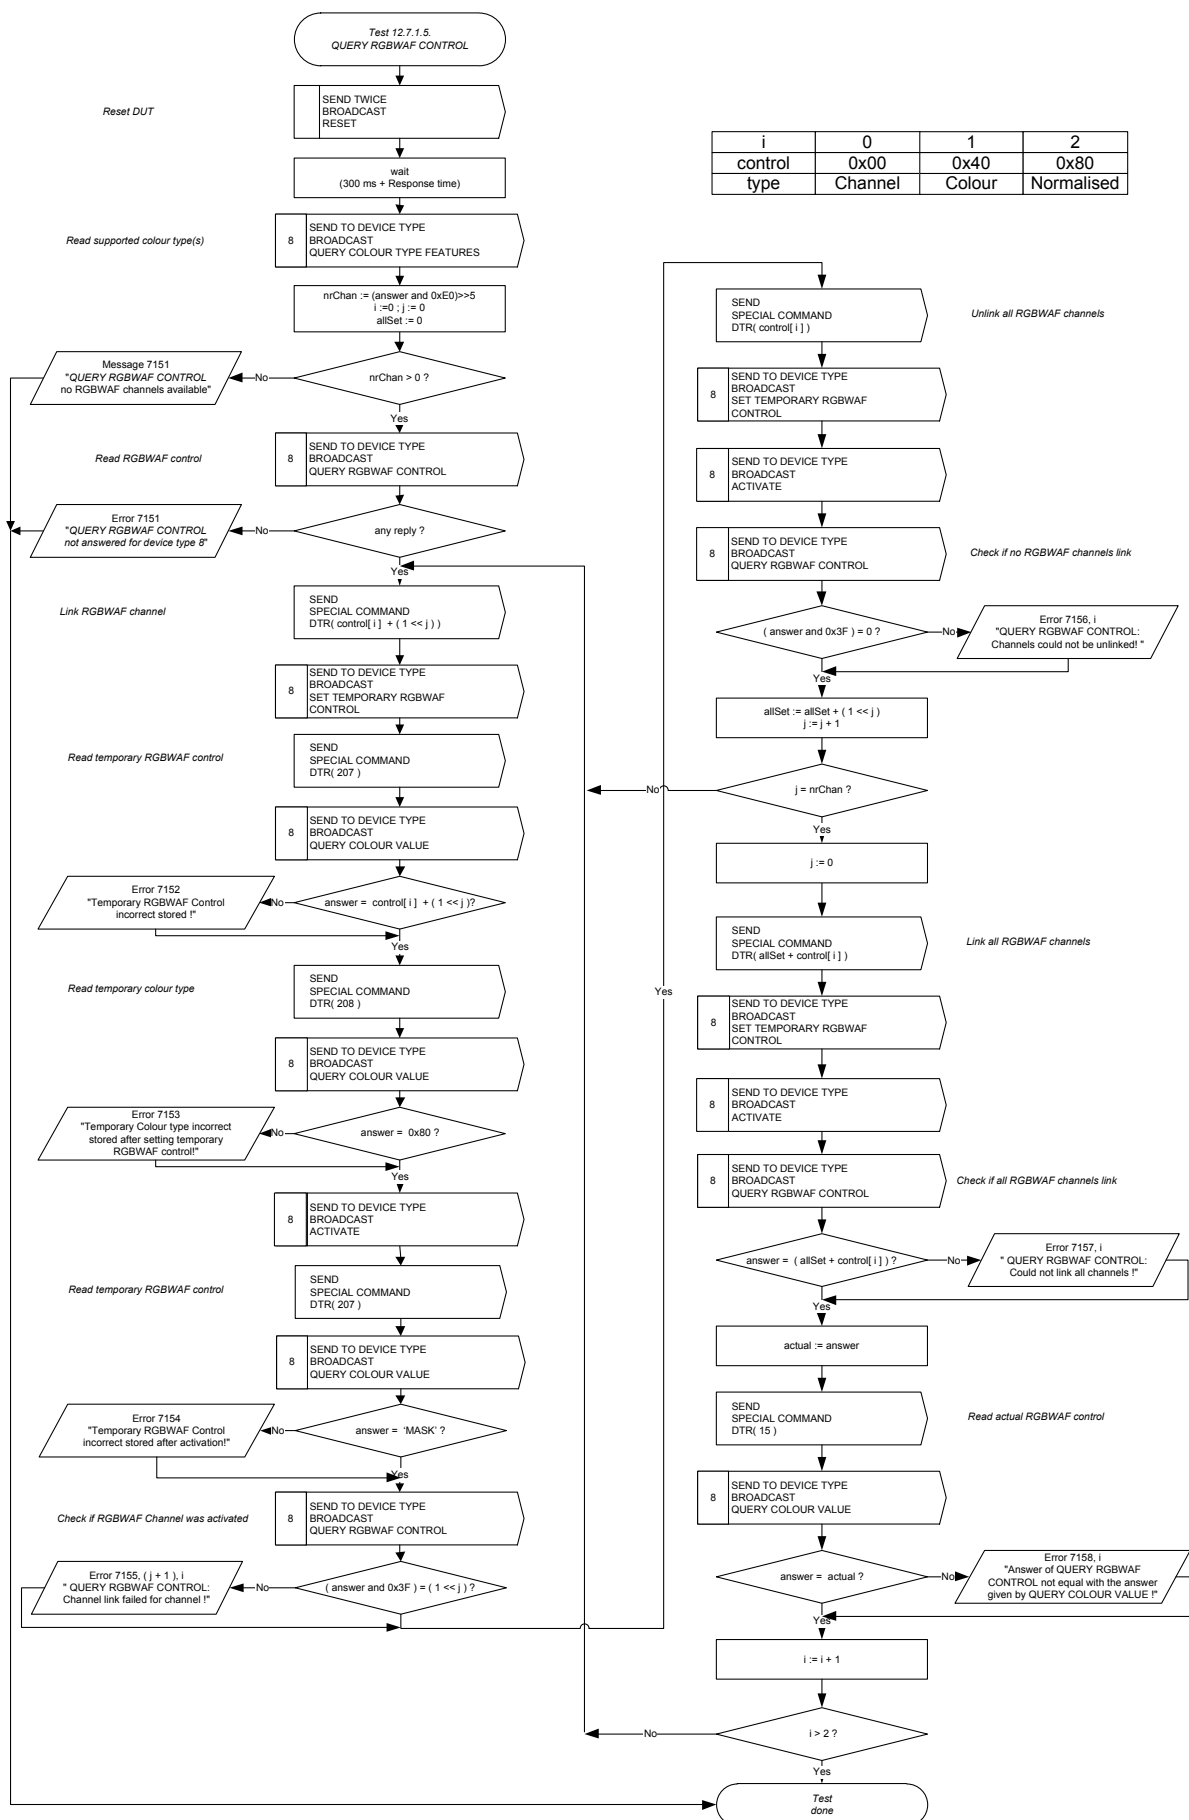 Test 12.7.1.5.
QUERY RGBWAF CONTROL
Reset DUT
SEND TWICE
BROADCAST
RESET
wait
(300 ms + Response time)
Read supported colour type(s)
8
SEND TO DEVICE TYPE
BROADCAST
QUERY COLOUR TYPE FEATURES
nrChan := (answer and 0xE0)>>5
i :=0 ; j := 0
allSet := 0
Message 7151
"QUERY RGBWAF CONTROL
no RGBWAF channels available"
No
nrChan > 0 ?
Yes
Read RGBWAF control
8
SEND TO DEVICE TYPE
BROADCAST
QUERY RGBWAF CONTROL
Error 7151
"QUERY RGBWAF CONTROL
not answered for device type 8"
No
any reply ?
Yes
Link RGBWAF channel
SEND
SPECIAL COMMAND
DTR( control[ i ] + ( 1 << j ) )
8
SEND TO DEVICE TYPE
BROADCAST
SET TEMPORARY RGBWAF
CONTROL
Read temporary RGBWAF control
SEND
SPECIAL COMMAND
DTR( 207 )
8
SEND TO DEVICE TYPE
BROADCAST
QUERY COLOUR VALUE
Error 7152
"Temporary RGBWAF Control
incorrect stored !"
No
answer = control[ i ] + ( 1 << j )?
Yes
Read temporary colour type
SEND
SPECIAL COMMAND
DTR( 208 )
8
SEND TO DEVICE TYPE
BROADCAST
QUERY COLOUR VALUE
Error 7153
"Temporary Colour type incorrect
stored after setting temporary
RGBWAF control!"
No
answer = 0x80 ?
Yes
8
SEND TO DEVICE TYPE
BROADCAST
ACTIVATE
Read temporary RGBWAF control
SEND
SPECIAL COMMAND
DTR( 207 )
8
SEND TO DEVICE TYPE
BROADCAST
QUERY COLOUR VALUE
Error 7154
"Temporary RGBWAF Control
incorrect stored after activation!"
No
answer = 'MASK' ?
Yes
Check if RGBWAF Channel was activated
8
SEND TO DEVICE TYPE
BROADCAST
QUERY RGBWAF CONTROL
Error 7155, ( j + 1 ), i
" QUERY RGBWAF CONTROL:
Channel link failed for channel !"
No
( answer and 0x3F ) = ( 1 << j ) ?
Yes
i 0 1 2
control 0x00 0x40 0x80
type Channel Colour Normalised
SEND
SPECIAL COMMAND
DTR( control[ i ] )
Unlink all RGBWAF channels
8
SEND TO DEVICE TYPE
BROADCAST
SET TEMPORARY RGBWAF
CONTROL
8
SEND TO DEVICE TYPE
BROADCAST
ACTIVATE
8
SEND TO DEVICE TYPE
BROADCAST
QUERY RGBWAF CONTROL
Check if no RGBWAF channels link
( answer and 0x3F ) = 0 ?
No
Error 7156, i
"QUERY RGBWAF CONTROL:
Channels could not be unlinked! "
Yes
allSet := allSet + ( 1 << j )
j := j + 1
No
j = nrChan ?
Yes
j := 0
SEND
SPECIAL COMMAND
DTR( allSet + control[ i ] )
Link all RGBWAF channels
8
SEND TO DEVICE TYPE
BROADCAST
SET TEMPORARY RGBWAF
CONTROL
8
SEND TO DEVICE TYPE
BROADCAST
ACTIVATE
8
SEND TO DEVICE TYPE
BROADCAST
QUERY RGBWAF CONTROL
Check if all RGBWAF channels link
answer = ( allSet + control[ i ] ) ?
No
Error 7157, i
" QUERY RGBWAF CONTROL:
Could not link all channels !"
Yes
actual := answer
SEND
SPECIAL COMMAND
DTR( 15 )
Read actual RGBWAF control
8
SEND TO DEVICE TYPE
BROADCAST
QUERY COLOUR VALUE
answer = actual ?
No
Error 7158, i
"Answer of QUERY RGBWAF
CONTROL not equal with the answer
given by QUERY COLOUR VALUE !"
Yes
i := i + 1
No
i > 2 ?
Yes
Test
done